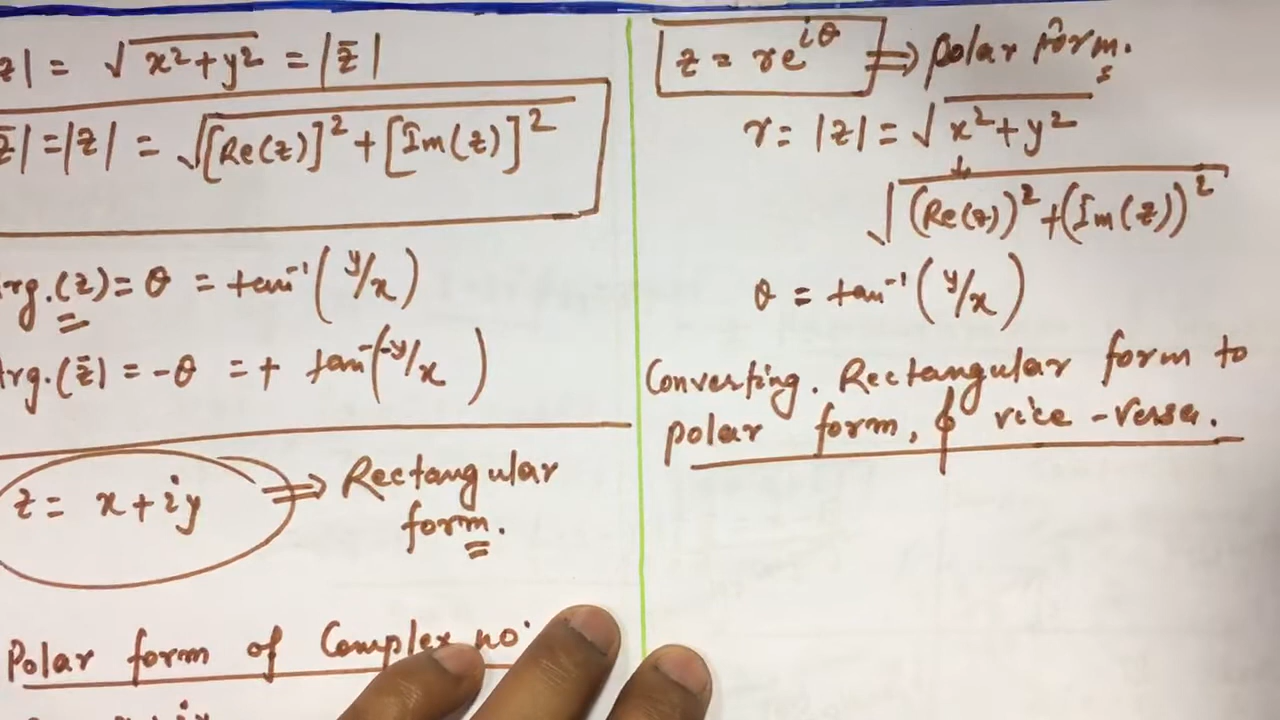 z| = √x²+y² = |z̄|
z̄|=|z| = √[Re(z)]²+[Im(z)]²
rg.(z)= θ = tan⁻¹(y/x)
Arg.(z̄) = -θ = + tan⁻(-y/x)
z = x+iy ⇒ Rectangular
form.
Polar form of Complex no.
z = re^{iθ} ⇒ polar form.
r = |z| = √x²+y²
√(Re(z))²+(Im(z))²
θ = tan⁻¹(y/x)
Converting. Rectangular form to
polar form, & vice-versa.